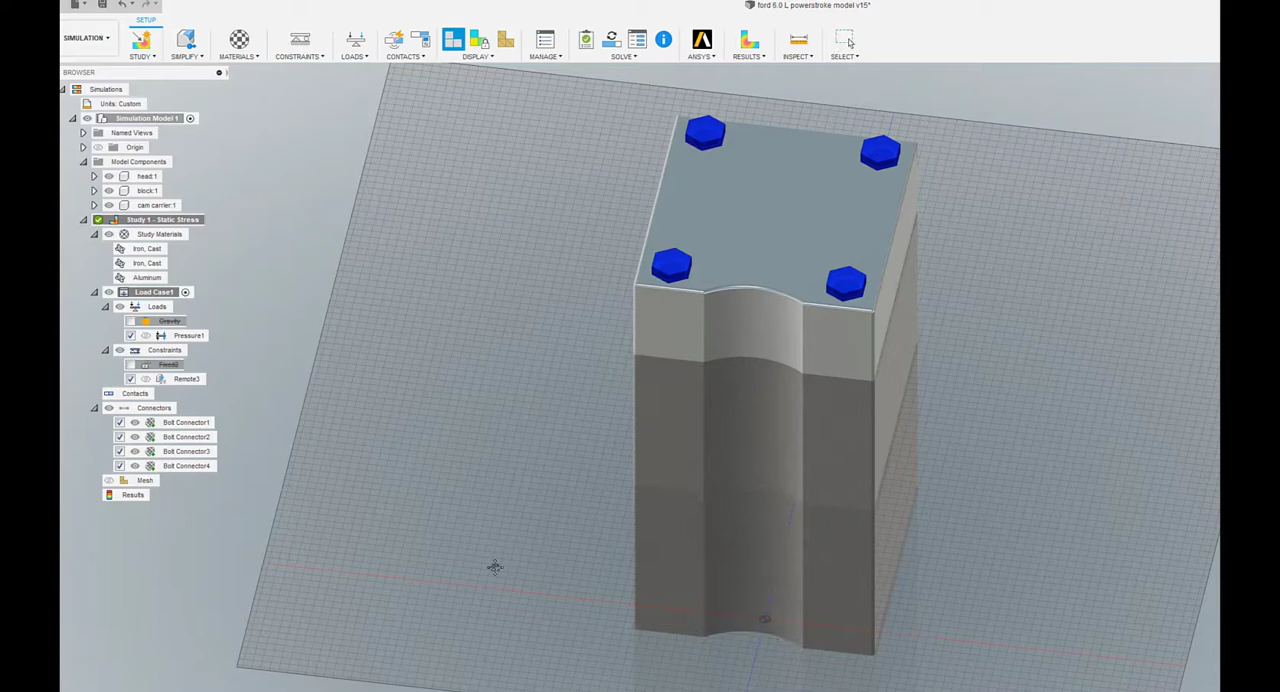 ford 6.0 L powerstroke model v15*
SETUP
SIMULATION
STUDY
SIMPLIFY
MATERIALS
CONSTRAINTS
LOADS
CONTACTS
DISPLAY
MANAGE
SOLVE
ANSYS
RESULTS
INSPECT
SELECT
BROWSER
Simulations
Units: Custom
Simulation Model 1
Named Views
Origin
Model Components
head:1
block:1
cam carrier:1
Study 1 - Static Stress
Study Materials
Iron, Cast
Iron, Cast
Aluminum
Load Case1
Loads
Gravity
Pressure1
Constraints
Fixed2
Remote3
Contacts
Connectors
Bolt Connector1
Bolt Connector2
Bolt Connector3
Bolt Connector4
Mesh
Results